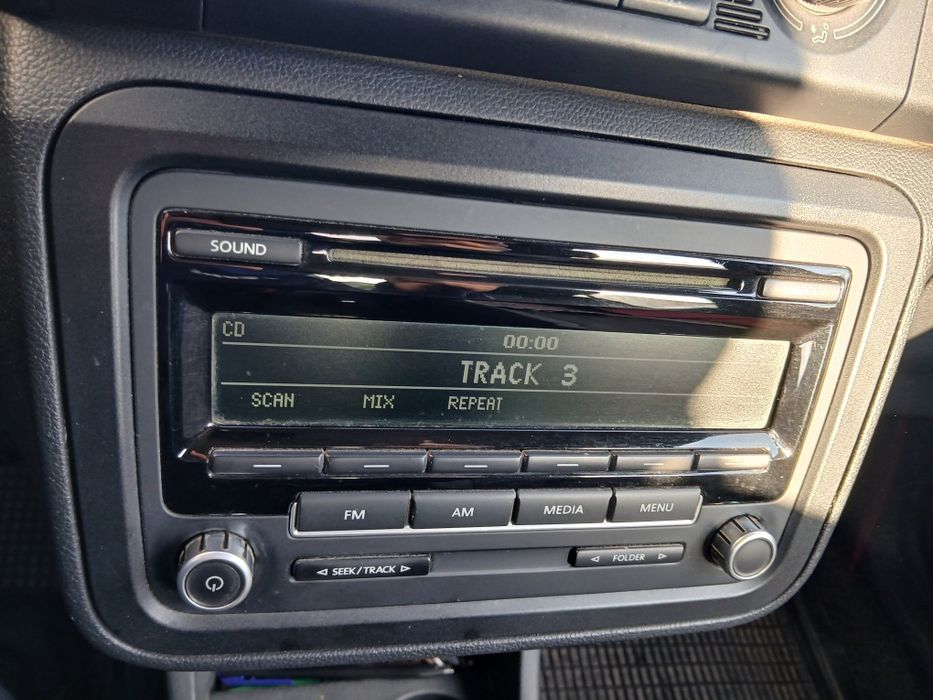 SOUND
CD
00:00
TRACK 3
SCAN MIX REPEAT
FM AM MEDIA MENU
SEEK/TRACK FOLDER